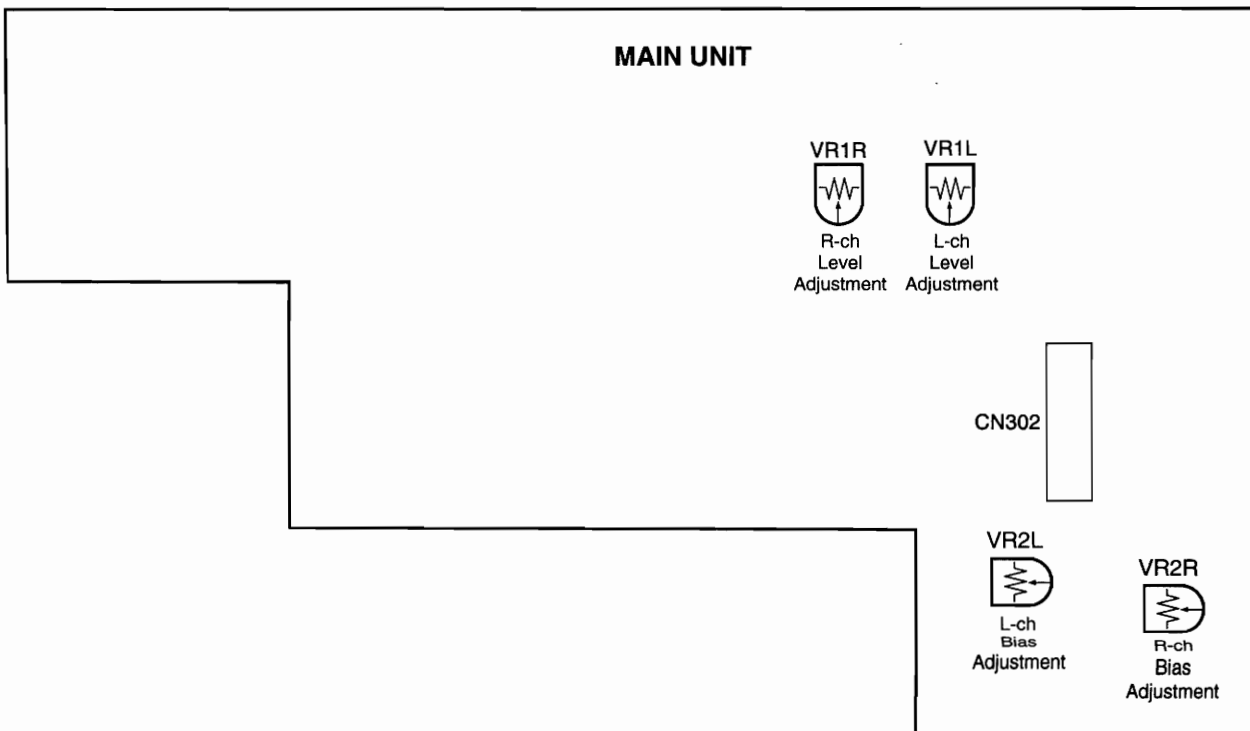 MAIN UNIT
VR1R
R-ch
Level
Adjustment
VR1L
L-ch
Level
Adjustment
CN302
VR2L
L-ch
Bias
Adjustment
VR2R
R-ch
Bias
Adjustment